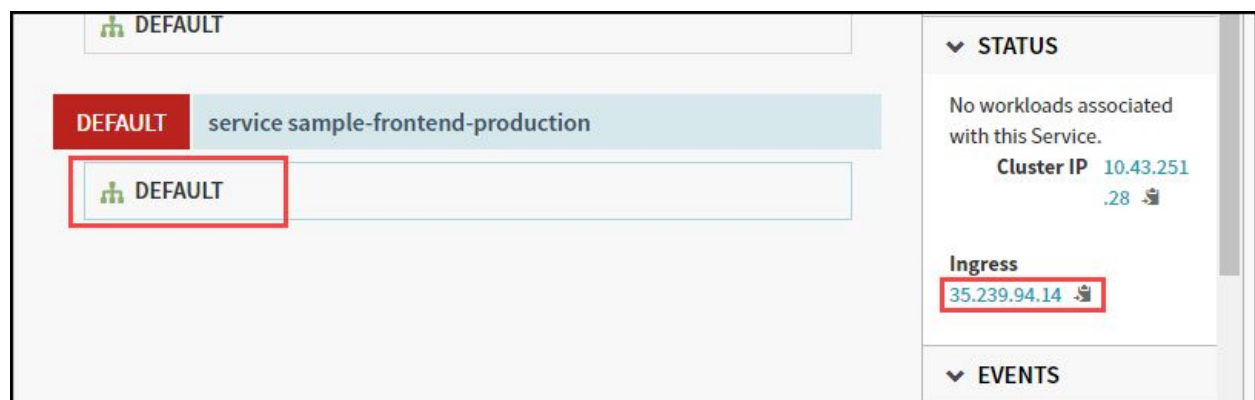 DEFAULT
DEFAULT service sample-frontend-production
DEFAULT
STATUS
No workloads associated
with this Service.
Cluster IP 10.43.251
.28
Ingress
35.239.94.14
EVENTS